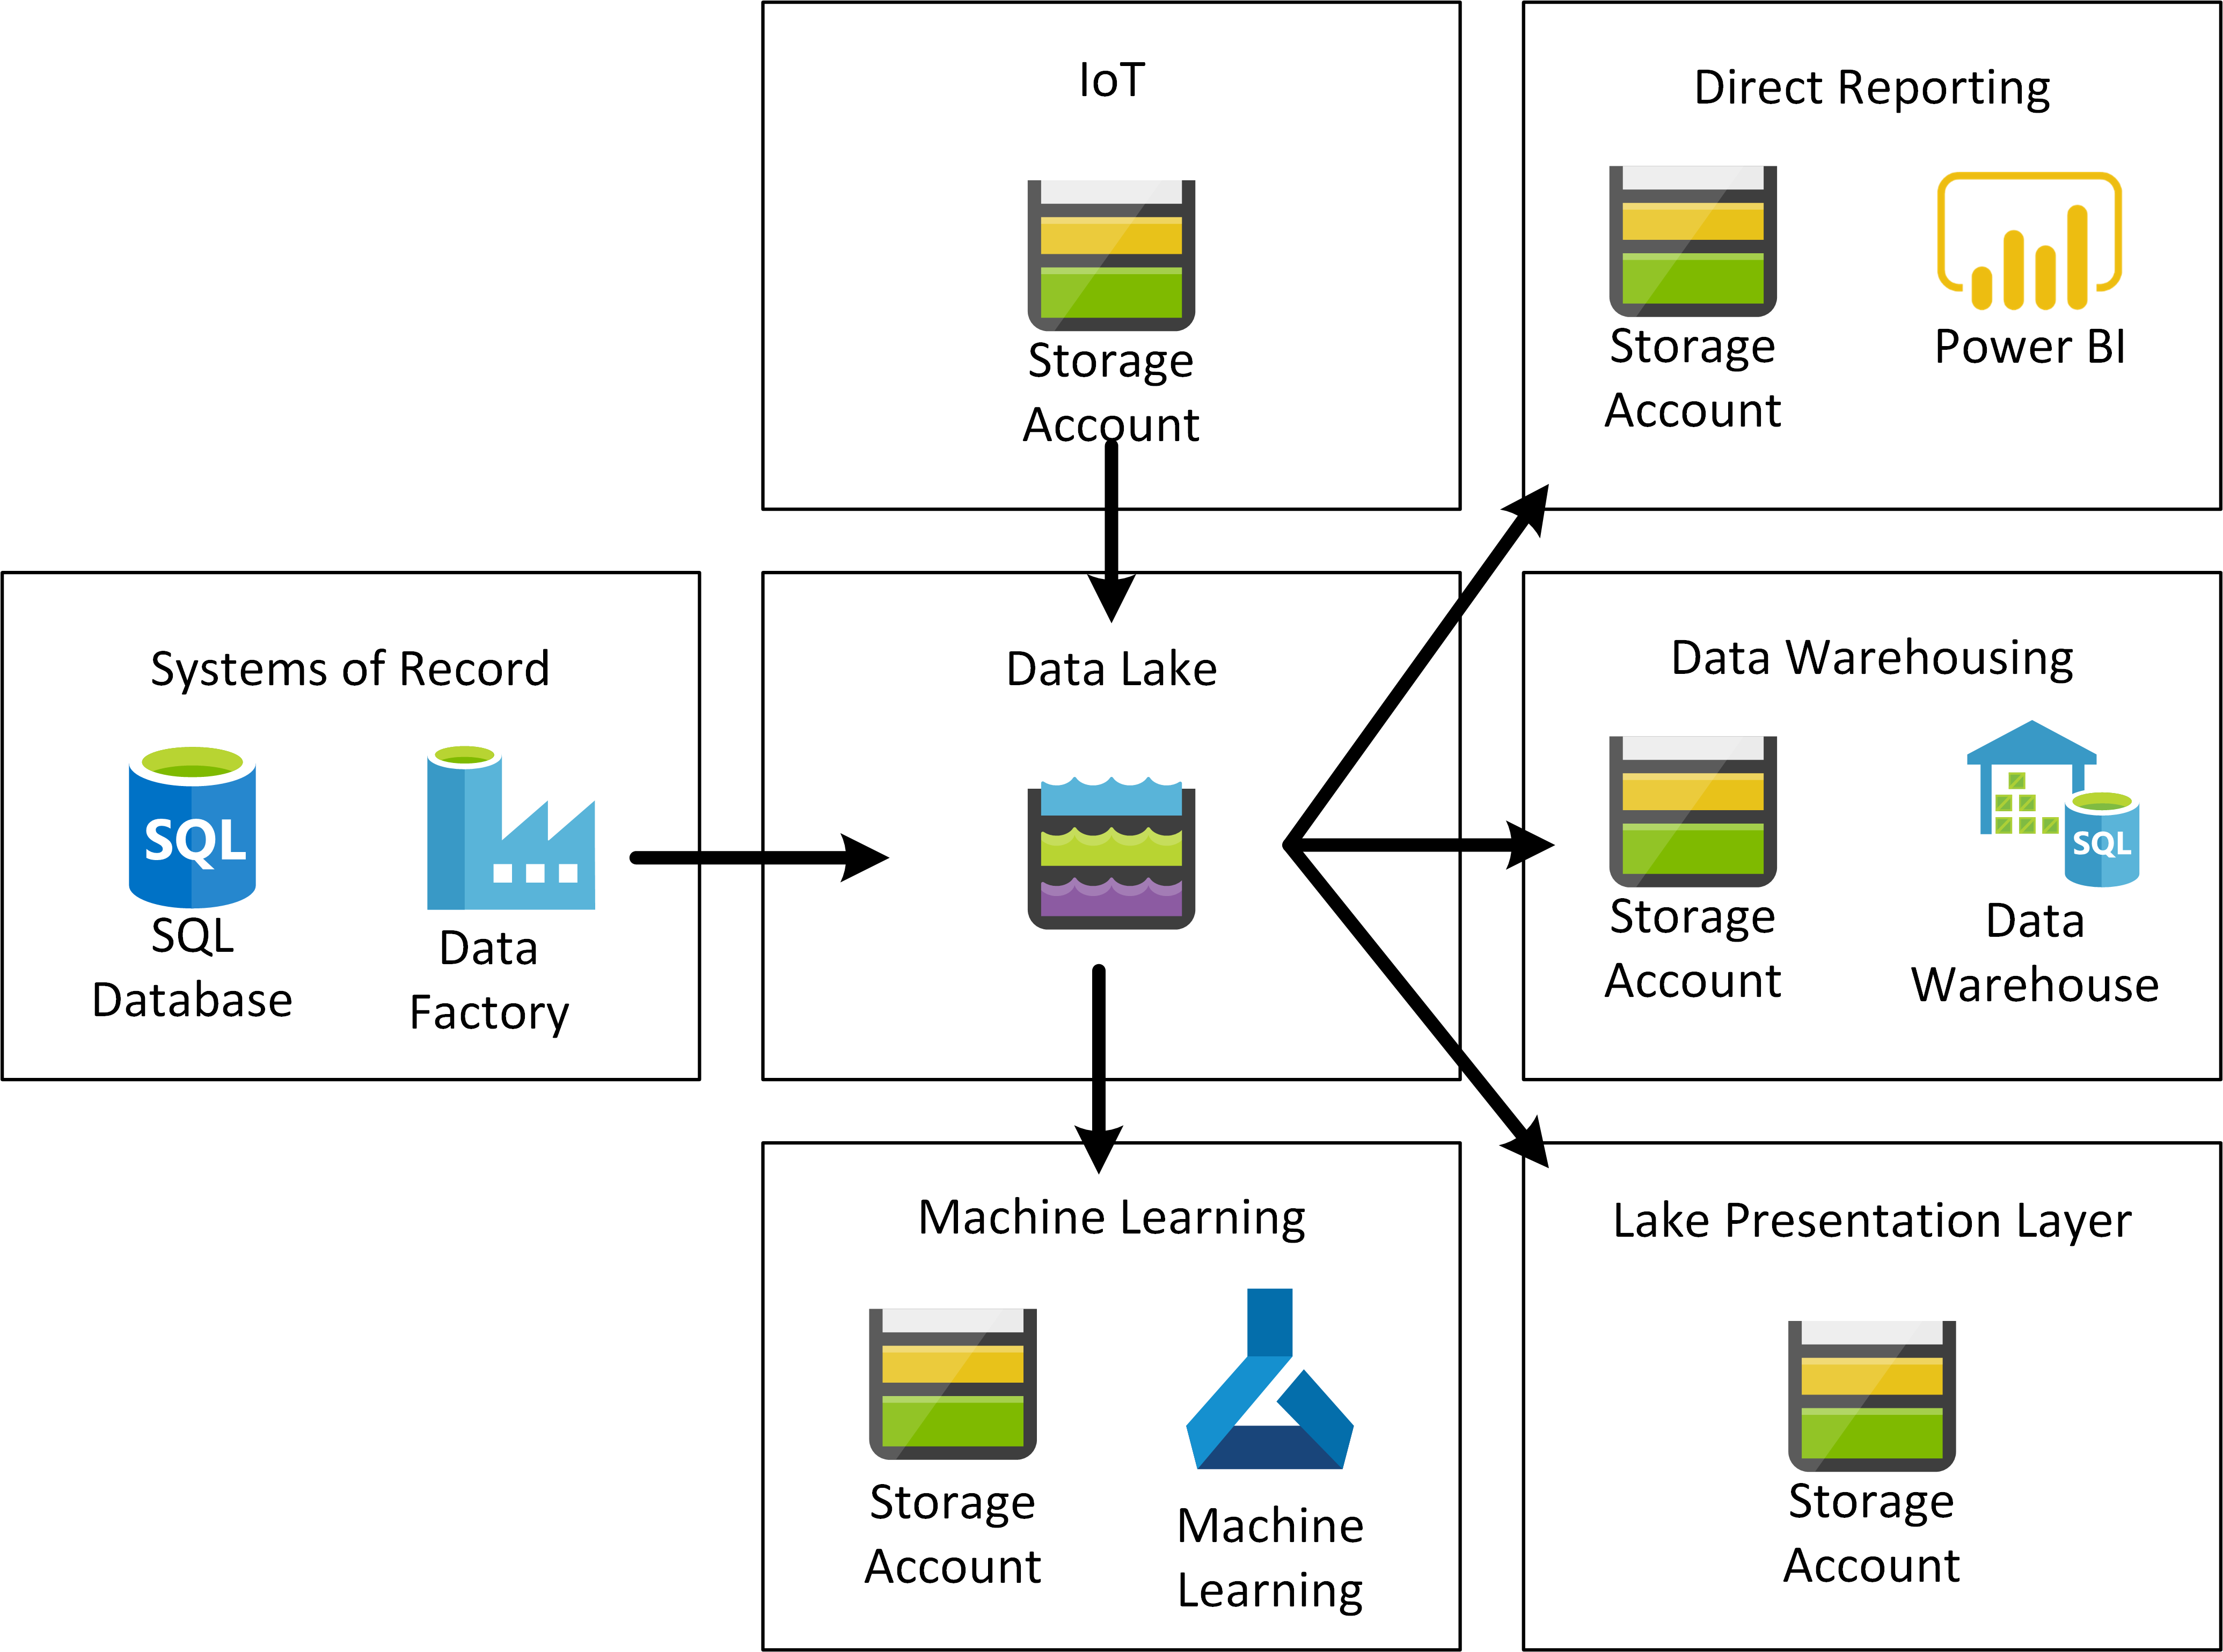 IoT
Storage
Account
Direct Reporting
Storage
Account
Power BI
Systems of Record
SQL
SQL
Database
Data
Factory
Data Lake
Data Warehousing
Storage
Account
SQL
Data
Warehouse
Machine Learning
Storage
Account
Machine
Learning
Lake Presentation Layer
Storage
Account